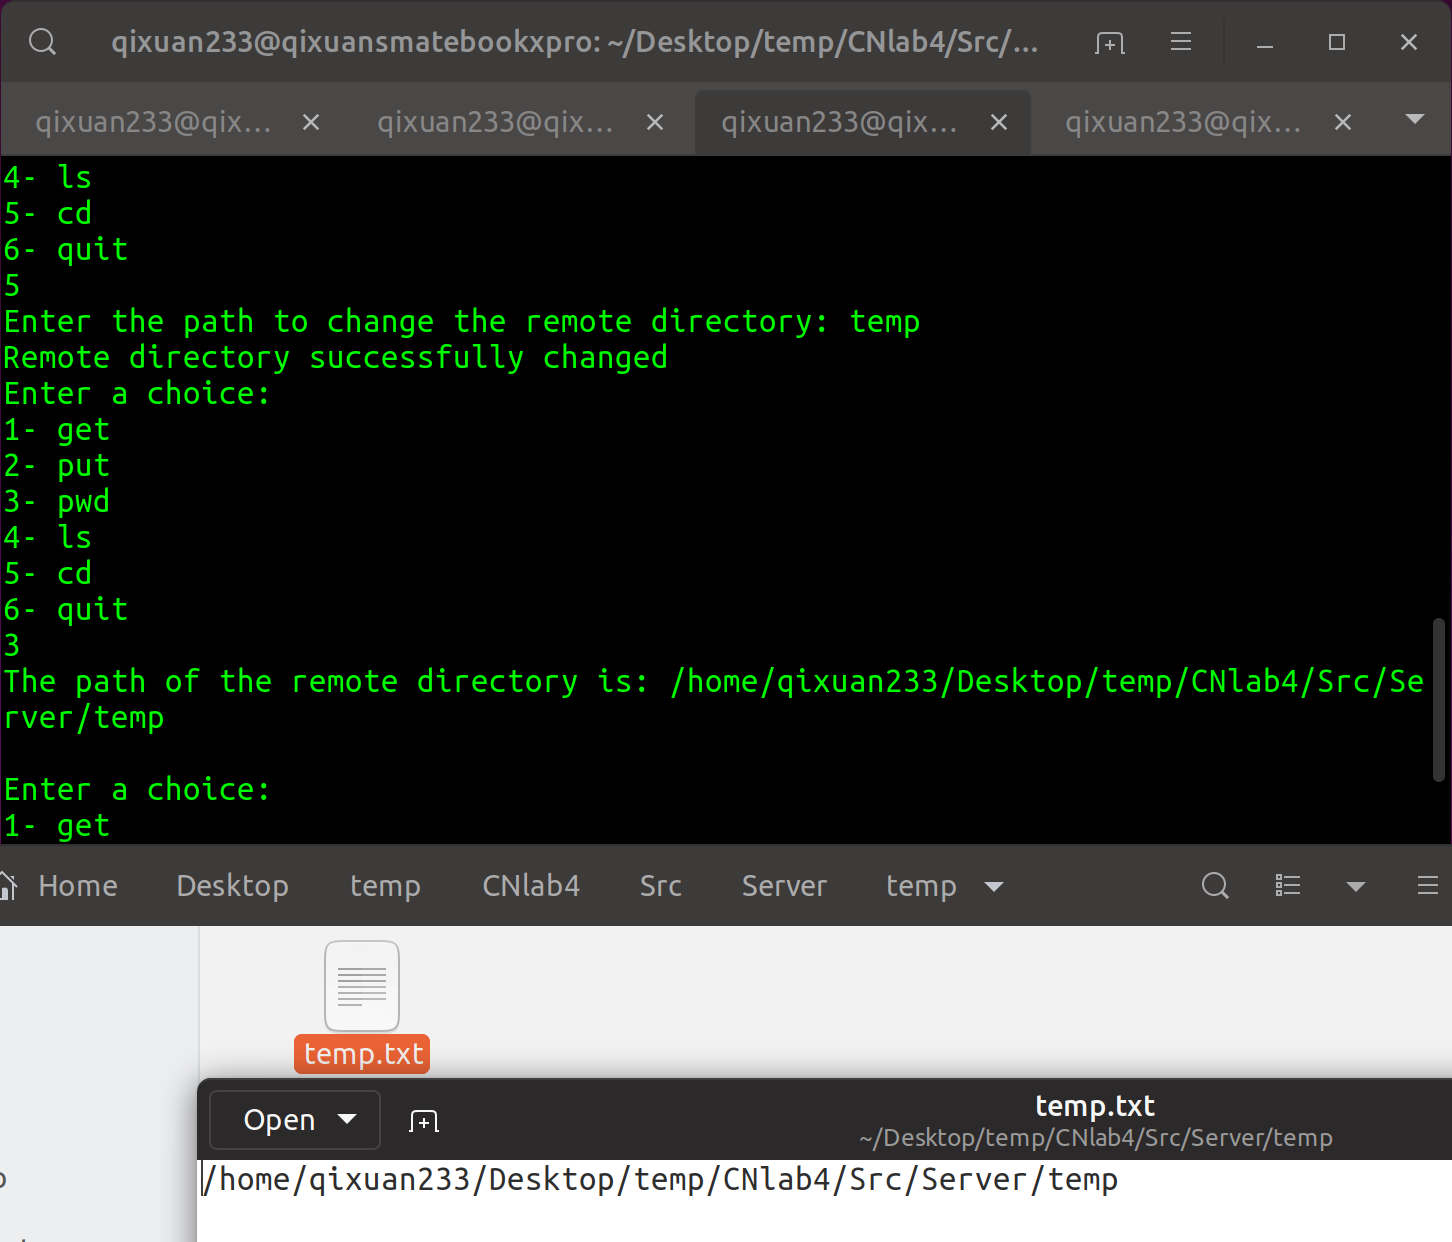 qixuan233@qixuansmatebookxpro: ~/Desktop/temp/CNlab4/Src/...
qixuan233@qix... qixuan233@qix... qixuan233@qix... qixuan233@qix...
4- ls
5- cd
6- quit
5
Enter the path to change the remote directory: temp
Remote directory successfully changed
Enter a choice:
1- get
2- put
3- pwd
4- ls
5- cd
6- quit
3
The path of the remote directory is: /home/qixuan233/Desktop/temp/CNlab4/Src/Se
rver/temp
Enter a choice:
1- get
Home Desktop temp CNlab4 Src Server temp
temp.txt
Open
temp.txt
~/Desktop/temp/CNlab4/Src/Server/temp
/home/qixuan233/Desktop/temp/CNlab4/Src/Server/temp